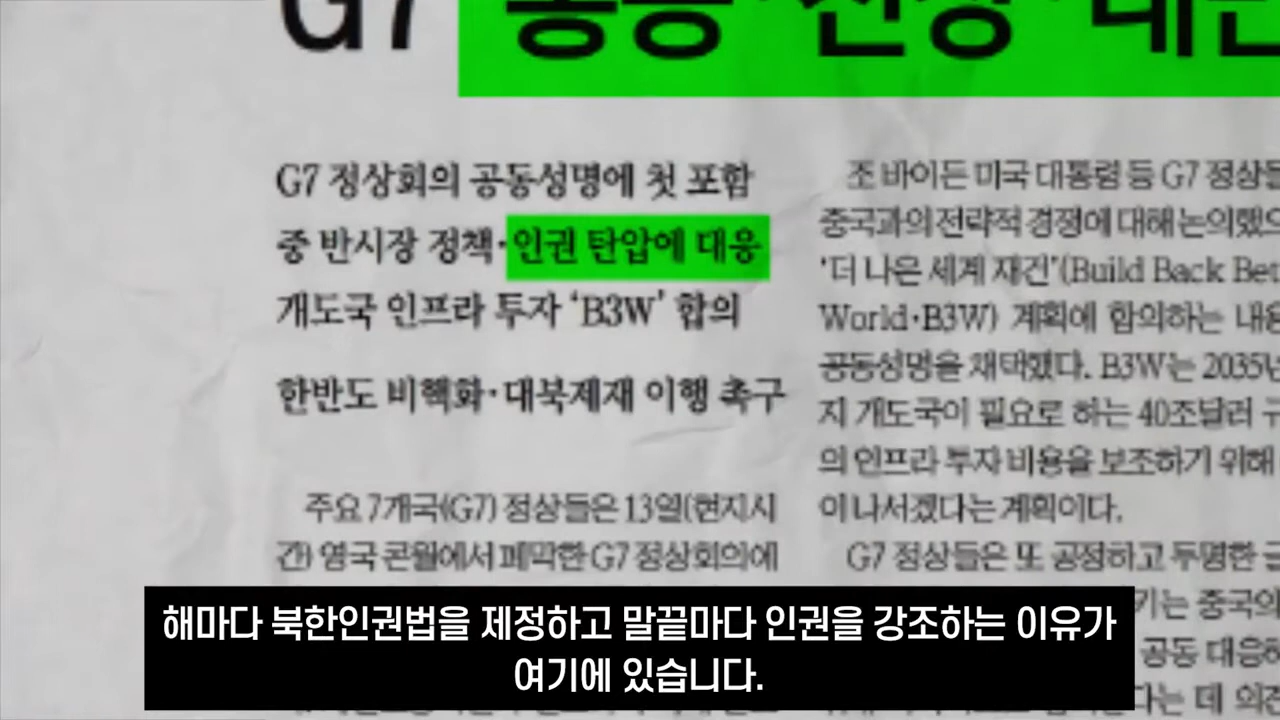 G7
G7 정상회의 공동성명에 첫 포함
중 반시장 정책·인권 탄압에 대응
개도국 인프라 투자 ‘B3W’ 합의
한반도 비핵화·대북제재 이행 촉구
주요 7개국(G7) 정상들은 13일(현지시
간) 영국 콘월에서 폐막한 G7 정상회의에
조 바이든 미국 대통령 등 G7 정상들
중국과의 전략적 경쟁에 대해 논의했으
‘더 나은 세계 재건’(Build Back Bet
World·B3W) 계획에 합의하는 내용
공동성명을 채택했다. B3W는 2035년
지 개도국이 필요로 하는 40조달러 규
의 인프라 투자 비용을 보조하기 위해
이 나서겠다는 계획이다.
G7 정상들은 또 공정하고 투명한 글
키는 중국의
공동 대응하
다는 데 의견
해마다 북한인권법을 제정하고 말끝마다 인권을 강조하는 이유가
여기에 있습니다.